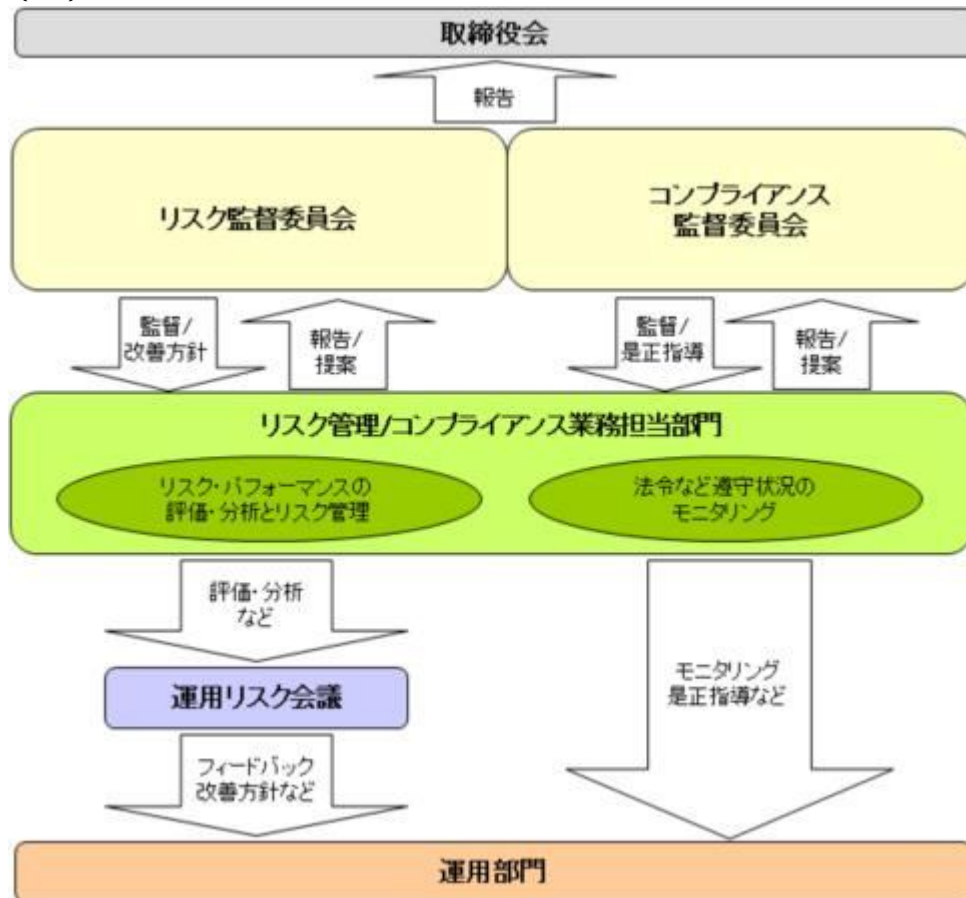 取締役会
報告
リスク監督委員会
コンプライアンス
監督委員会
監督/
改善方針
報告/
提案
監督/
是正指導
報告/
提案
リスク管理/コンプライアンス業務担当部門
リスク・パフォーマンスの
評価・分析とリスク管理
法令など遵守状況の
モニタリング
評価・分析
など
運用リスク会議
モニタリング
是正指導など
フィードバック
改善方針など
運用部門